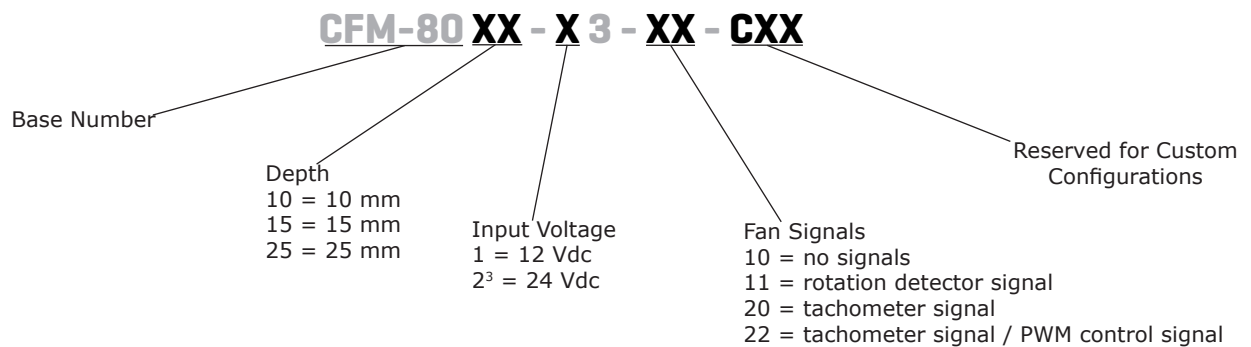 CFM-80 XX - X 3 - XX - CXX
Base Number
Depth
10 = 10 mm
15 = 15 mm
25 = 25 mm
Input Voltage
1 = 12 Vdc
2³ = 24 Vdc
Fan Signals
10 = no signals
11 = rotation detector signal
20 = tachometer signal
22 = tachometer signal / PWM control signal
Reserved for Custom
Configurations